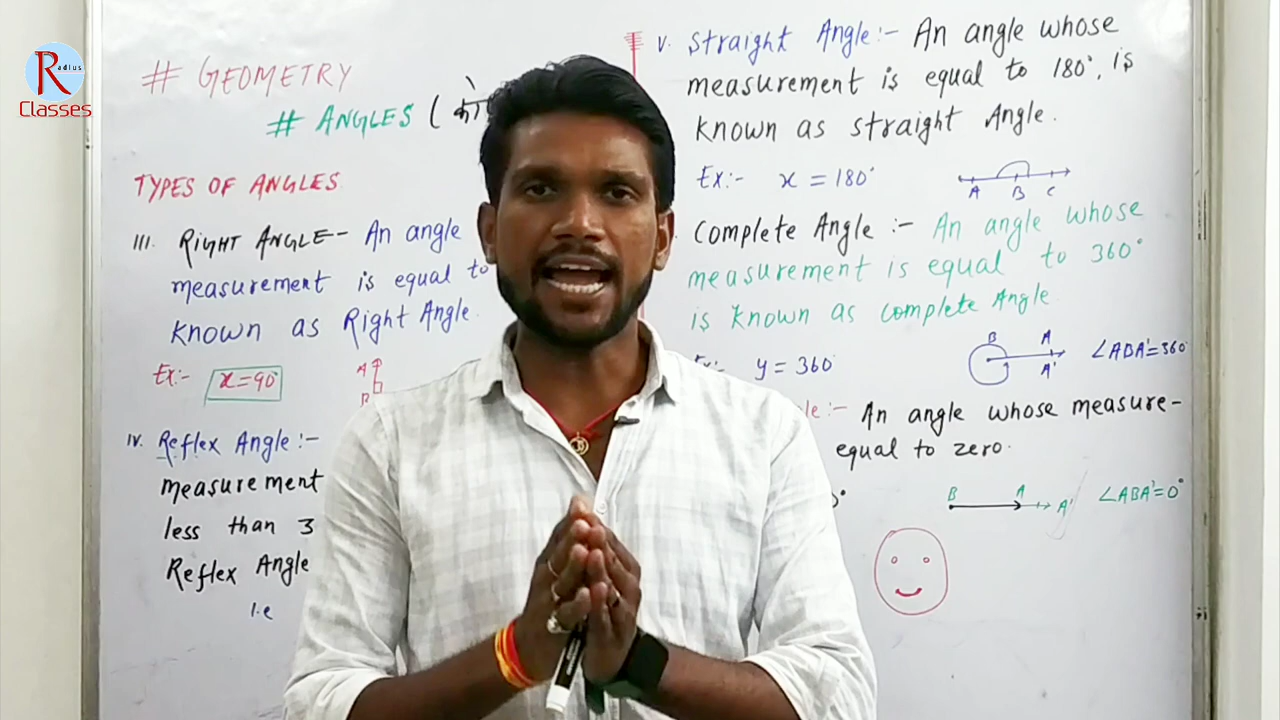 Radius
Classes
# GEOMETRY
# ANGLES (
TYPES OF ANGLES
III. RIGHT ANGLE- An angle
measurement is equal to
known as Right Angle.
Ex:- x=90°
A
B
IV. Reflex Angle:-
measurement
less than 3
Reflex Angle
i.e
V. Straight Angle:- An angle whose
measurement is equal to 180°, is
known as straight Angle.
Ex:- x = 180°
A B C
Complete Angle :- An angle whose
measurement is equal to 360°
is known as complete Angle
Ex:- y = 360°
B A
A'
∠ABA'=360°
le:- An angle whose measure-
equal to zero.
0°
B A A'
∠ABA'=0°